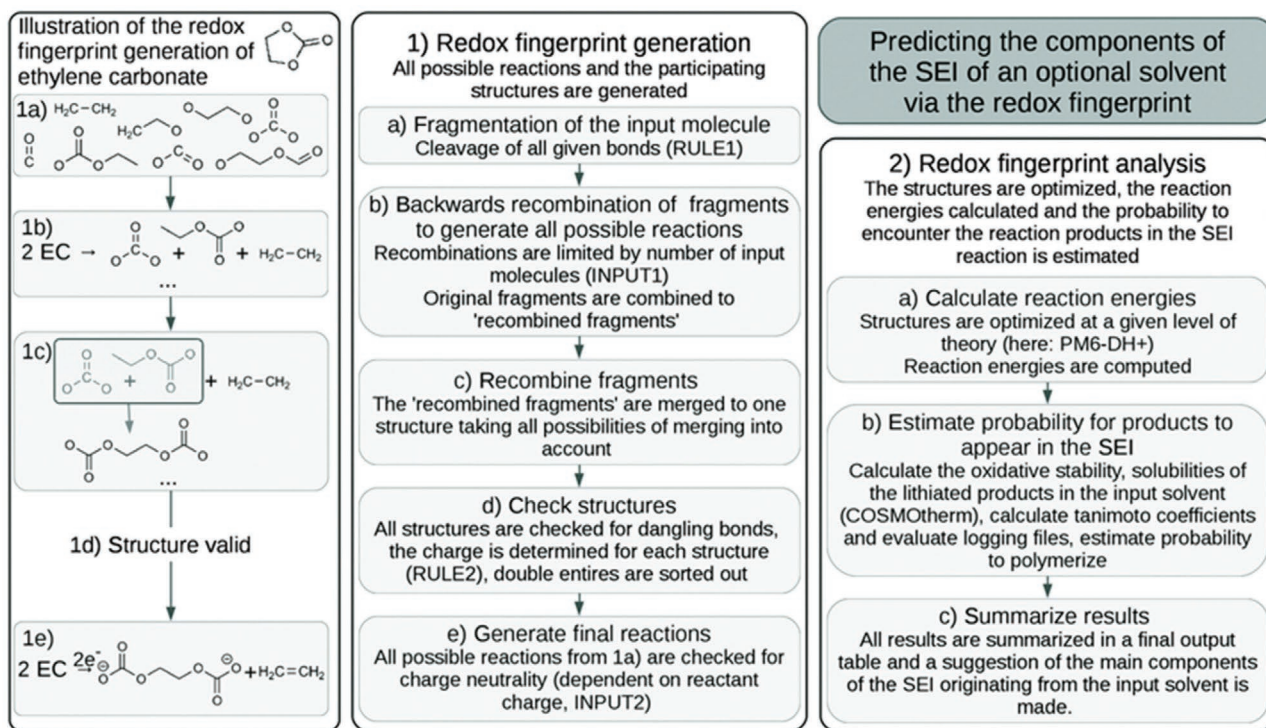 Illustration of the redox
fingerprint generation of
ethylene carbonate
O
O
O
1a) H₂C–CH₂
O
O
H₂C
O
O
C
O
O
O
C
O
C
O
O
O
C
O
O
O
O
1b)
2 EC →
O
C
O
O
+
O
O
O
+ H₂C–CH₂
...
1c)
O
C
O
O
+
O
O
O
+ H₂C–CH₂
O
O
O
O
O
O
...
1d) Structure valid
1e)
2 EC
2e⁻
→
⊖
O
O
O
O
O
⊖
O
+H₂C=CH₂
1) Redox fingerprint generation
All possible reactions and the participating
structures are generated
a) Fragmentation of the input molecule
Cleavage of all given bonds (RULE1)
b) Backwards recombination of fragments
to generate all possible reactions
Recombinations are limited by number of input
molecules (INPUT1)
Original fragments are combined to
'recombined fragments'
c) Recombine fragments
The 'recombined fragments' are merged to one
structure taking all possibilities of merging into
account
d) Check structures
All structures are checked for dangling bonds,
the charge is determined for each structure
(RULE2), double entires are sorted out
e) Generate final reactions
All possible reactions from 1a) are checked for
charge neutrality (dependent on reactant
charge, INPUT2)
Predicting the components of
the SEI of an optional solvent
via the redox fingerprint
2) Redox fingerprint analysis
The structures are optimized, the reaction
energies calculated and the probability to
encounter the reaction products in the SEI
reaction is estimated
a) Calculate reaction energies
Structures are optimized at a given level of
theory (here: PM6-DH+)
Reaction energies are computed
b) Estimate probability for products to
appear in the SEI
Calculate the oxidative stability, solubilities of
the lithiated products in the input solvent
(COSMOtherm), calculate tanimoto coefficients
and evaluate logging files, estimate probability
to polymerize
c) Summarize results
All results are summarized in a final output
table and a suggestion of the main components
of the SEI originating from the input solvent is
made.